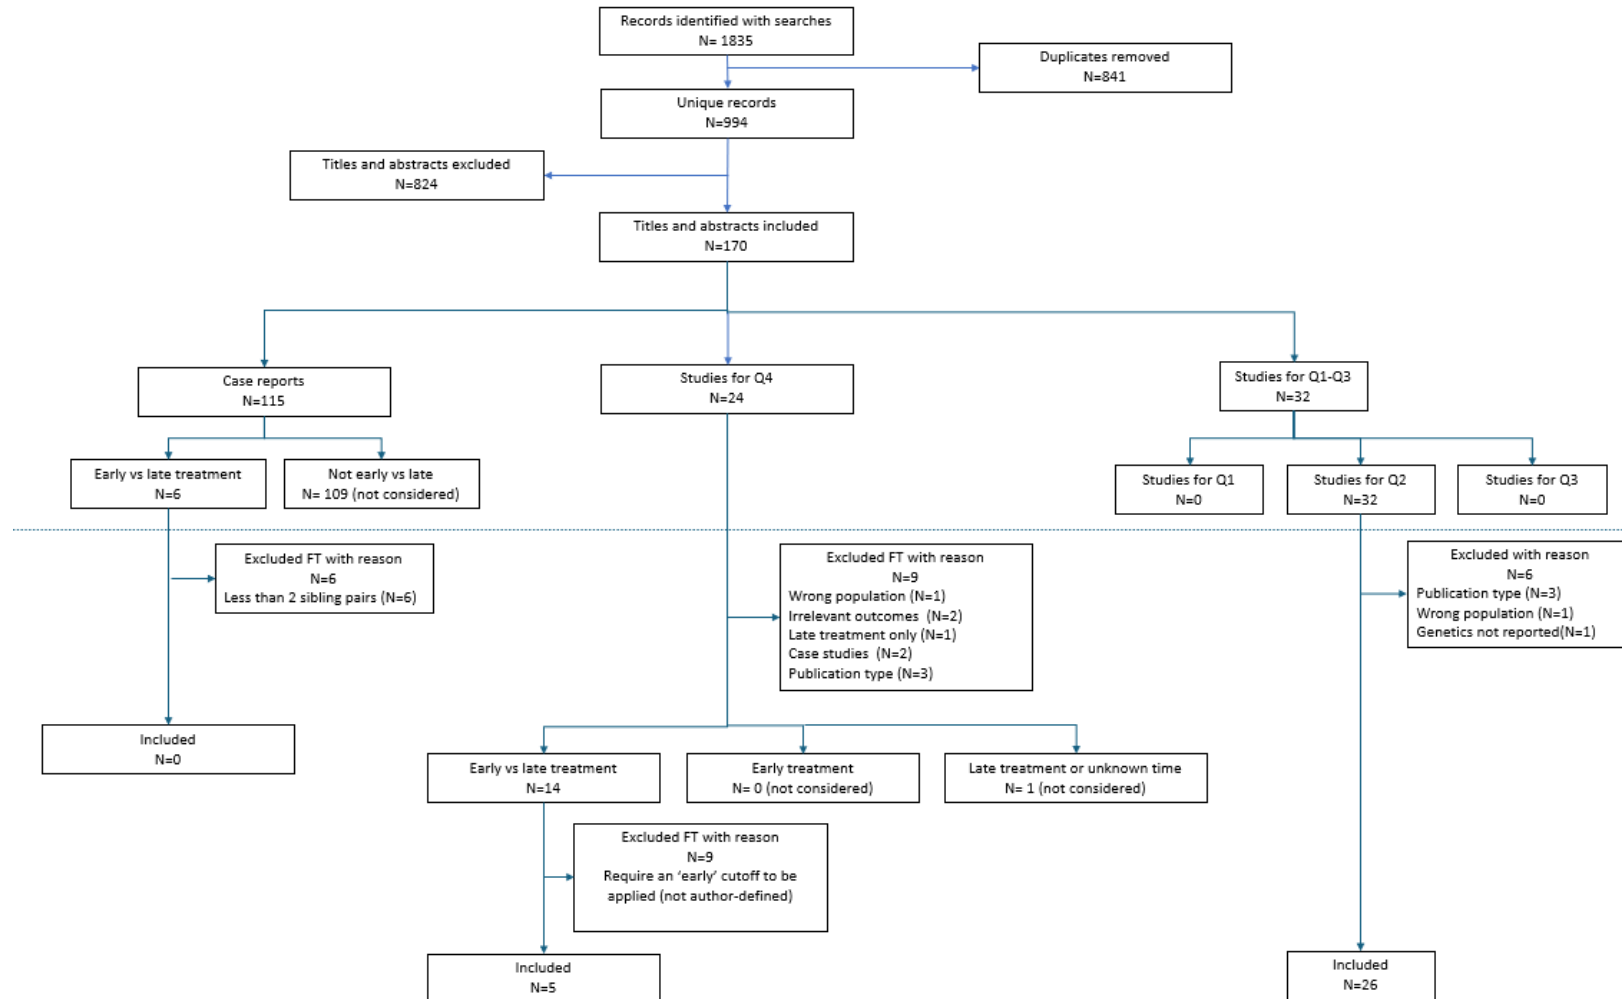 Records identified with searches
N= 1835
Duplicates removed
N=841
Unique records
N=994
Titles and abstracts excluded
N=824
Titles and abstracts included
N=170
Case reports
N=115
Studies for Q4
N=24
Studies for Q1-Q3
N=32
Early vs late treatment
N=6
Not early vs late
N= 109 (not considered)
Studies for Q1
N=0
Studies for Q2
N=32
Studies for Q3
N=0
Excluded FT with reason
N=6
Less than 2 sibling pairs (N=6)
Excluded FT with reason
N=9
Wrong population (N=1)
Irrelevant outcomes (N=2)
Late treatment only (N=1)
Case studies (N=2)
Publication type (N=3)
Excluded with reason
N=6
Publication type (N=3)
Wrong population (N=1)
Genetics not reported(N=1)
Included
N=0
Early vs late treatment
N=14
Early treatment
N= 0 (not considered)
Late treatment or unknown time
N= 1 (not considered)
Excluded FT with reason
N=9
Require an ‘early’ cutoff to be
applied (not author-defined)
Included
N=5
Included
N=26